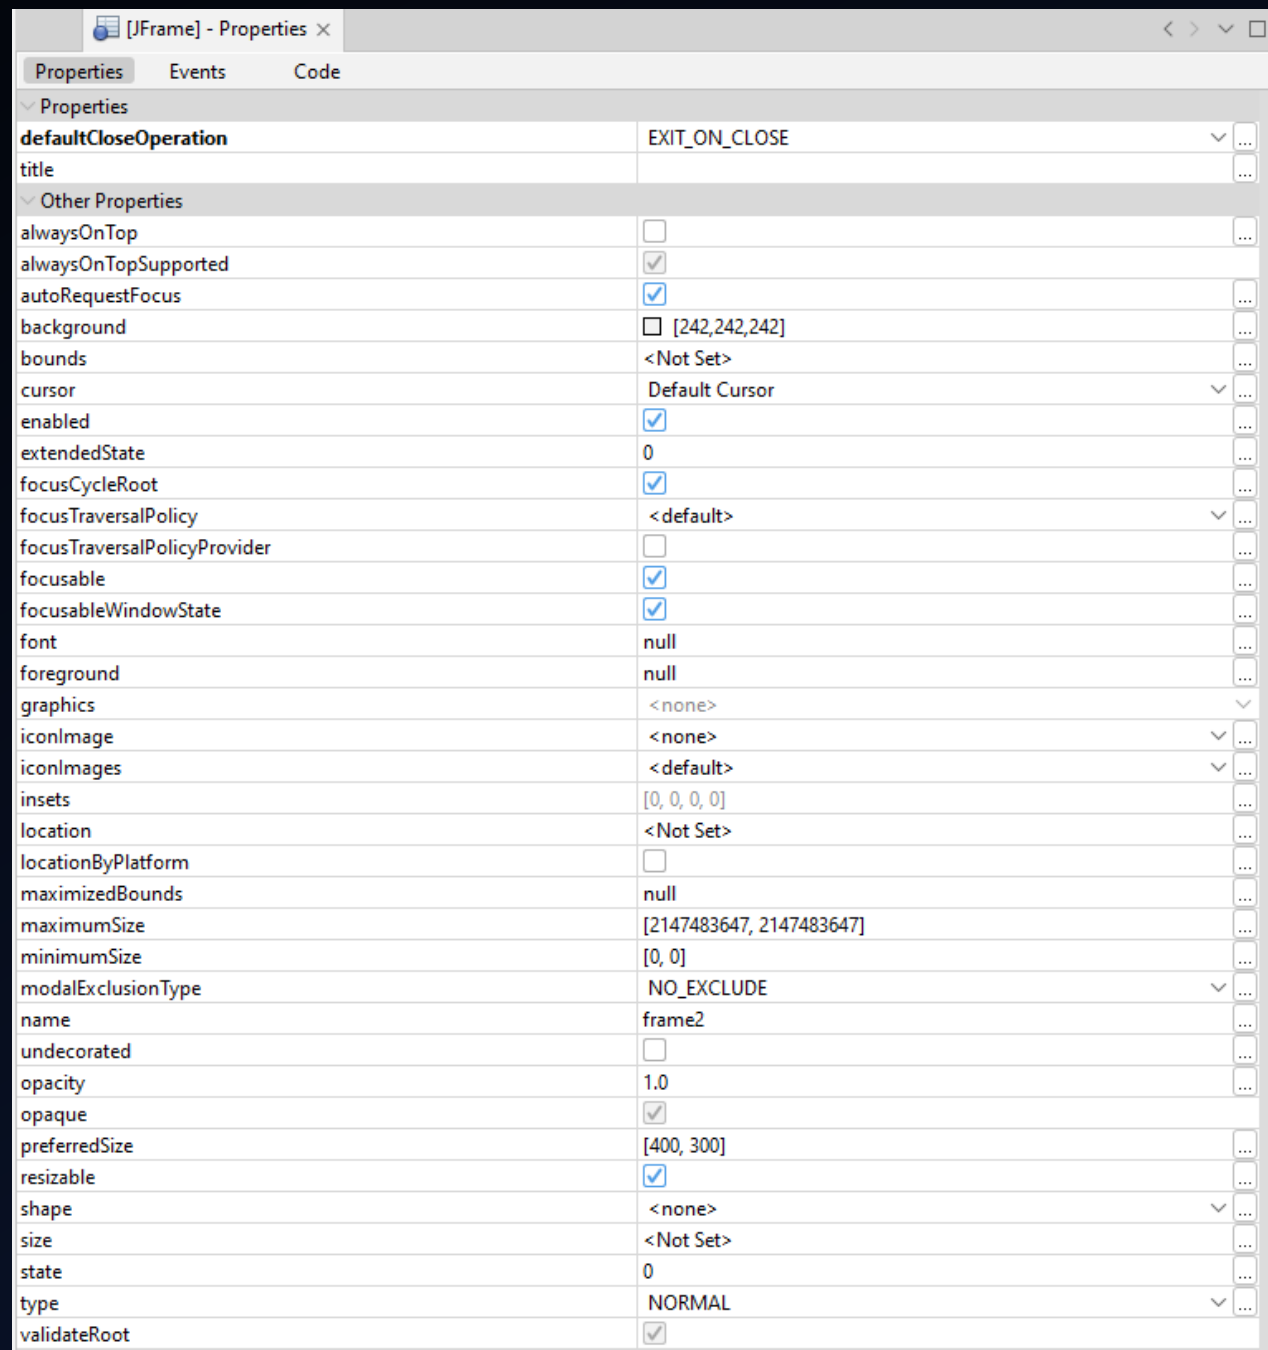 [JFrame] - Properties
Properties Events Code
Properties
defaultCloseOperation EXIT_ON_CLOSE ...
title ...
Other Properties
alwaysOnTop ...
alwaysOnTopSupported
autoRequestFocus ...
background [242,242,242] ...
bounds <Not Set> ...
cursor Default Cursor ...
enabled ...
extendedState 0 ...
focusCycleRoot ...
focusTraversalPolicy <default> ...
focusTraversalPolicyProvider ...
focusable ...
focusableWindowState ...
font null ...
foreground null ...
graphics <none>
iconImage <none> ...
iconImages <default> ...
insets [0, 0, 0, 0] ...
location <Not Set> ...
locationByPlatform ...
maximizedBounds null ...
maximumSize [2147483647, 2147483647] ...
minimumSize [0, 0] ...
modalExclusionType NO_EXCLUDE ...
name frame2 ...
undecorated ...
opacity 1.0 ...
opaque
preferredSize [400, 300] ...
resizable ...
shape <none> ...
size <Not Set> ...
state 0 ...
type NORMAL ...
validateRoot